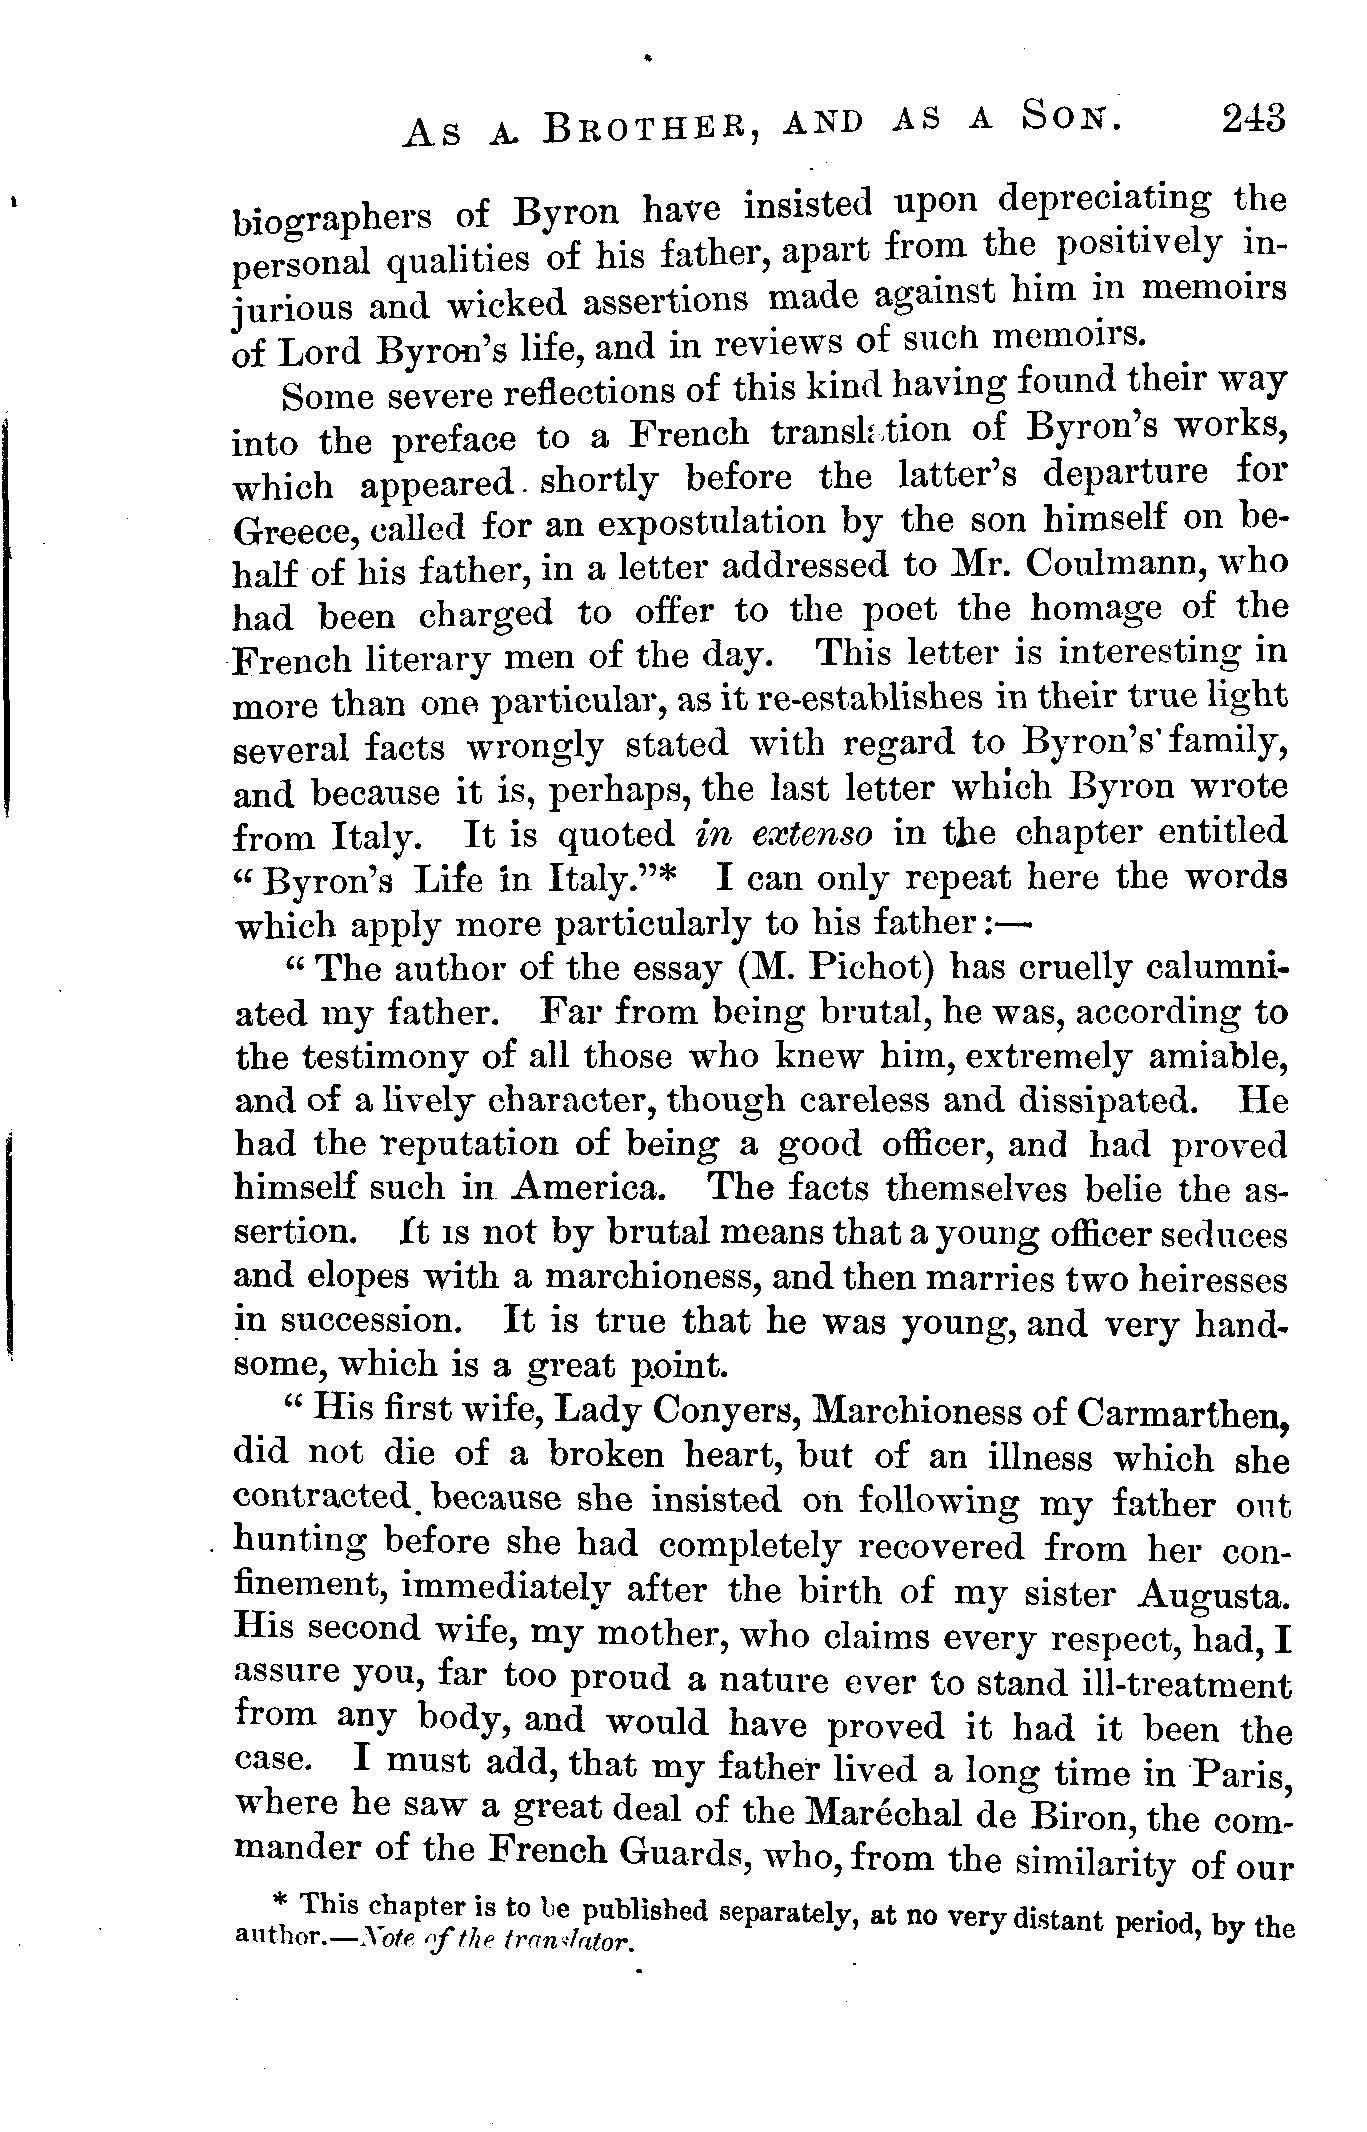 As a Brother, and as a Son. 243
biographers of Byron have insisted upon depreciating the
personal qualities of his father, apart from the positively in-
jurious and wicked assertions made against him in memoirs
of Lord Byron's life, and in reviews of such memoirs.
Some severe reflections of this kind having found their way
into the preface to a French translation of Byron's works,
which appeared shortly before the latter's departure for
Greece, called for an expostulation by the son himself on be-
half of his father, in a letter addressed to Mr. Coulmann, who
had been charged to offer to the poet the homage of the
French literary men of the day. This letter is interesting in
more than one particular, as it re-establishes in their true light
several facts wrongly stated with regard to Byron's family,
and because it is, perhaps, the last letter which Byron wrote
from Italy. It is quoted in extenso in the chapter entitled
"Byron's Life in Italy."* I can only repeat here the words
which apply more particularly to his father:—
"The author of the essay (M. Pichot) has cruelly calumni-
ated my father. Far from being brutal, he was, according to
the testimony of all those who knew him, extremely amiable,
and of a lively character, though careless and dissipated. He
had the reputation of being a good officer, and had proved
himself such in America. The facts themselves belie the as-
sertion. It is not by brutal means that a young officer seduces
and elopes with a marchioness, and then marries two heiresses
in succession. It is true that he was young, and very hand-
some, which is a great point.
"His first wife, Lady Conyers, Marchioness of Carmarthen,
did not die of a broken heart, but of an illness which she
contracted because she insisted on following my father out
hunting before she had completely recovered from her con-
finement, immediately after the birth of my sister Augusta.
His second wife, my mother, who claims every respect, had, I
assure you, far too proud a nature ever to stand ill-treatment
from any body, and would have proved it had it been the
case. I must add, that my father lived a long time in Paris,
where he saw a great deal of the Maréchal de Biron, the com-
mander of the French Guards, who, from the similarity of our
* This chapter is to be published separately, at no very distant period, by the
author.—Note of the translator.